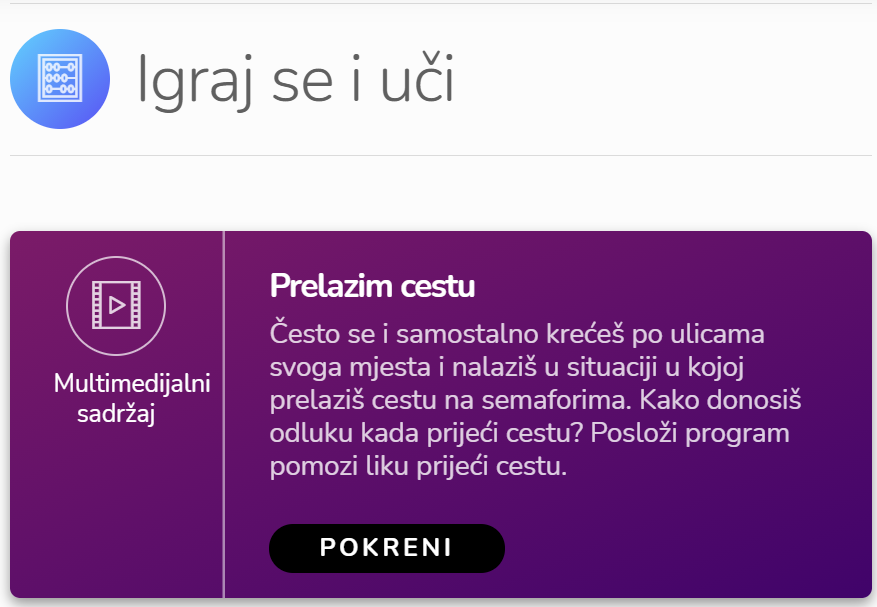 Igraj se i uči
Multimedijalni
sadržaj
Prelazim cestu
Često se i samostalno krećeš po ulicama
svoga mjesta i nalaziš u situaciji u kojoj
prelaziš cestu na semaforima. Kako donosiš
odluku kada prijeći cestu? Posloži program
pomozi liku prijeći cestu.
POKRENI